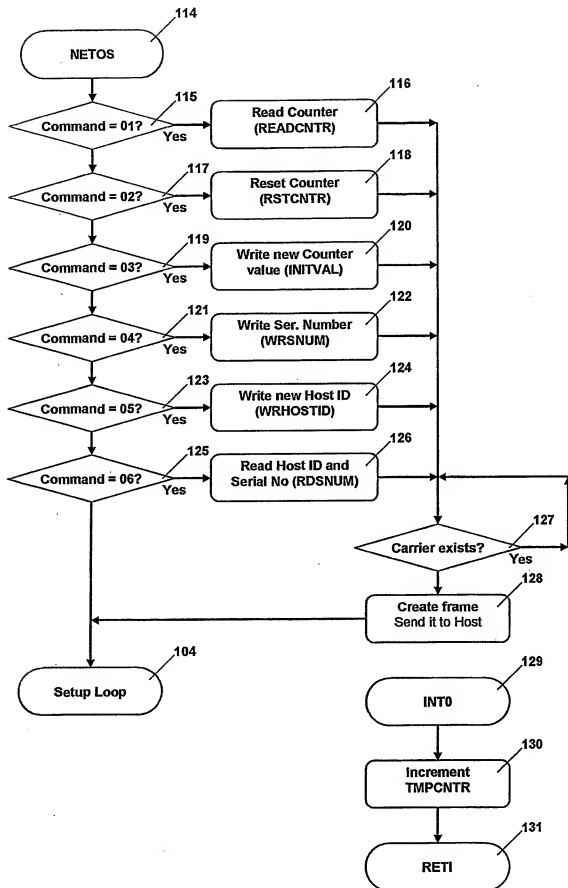 114
NETOS
115
Command = 01?
Yes
116
Read Counter
(READCNTR)
117
Command = 02?
Yes
118
Reset Counter
(RSTCNTR)
119
Command = 03?
Yes
120
Write new Counter
value (INITVAL)
121
Command = 04?
Yes
122
Write Ser. Number
(WRSNUM)
123
Command = 05?
Yes
124
Write new Host ID
(WRHOSTID)
125
Command = 06?
Yes
126
Read Host ID and
Serial No (RDSNUM)
127
Carrier exists?
Yes
128
Create frame
Send it to Host
104
Setup Loop
129
INT0
130
Increment
TMPCNTR
131
RETI